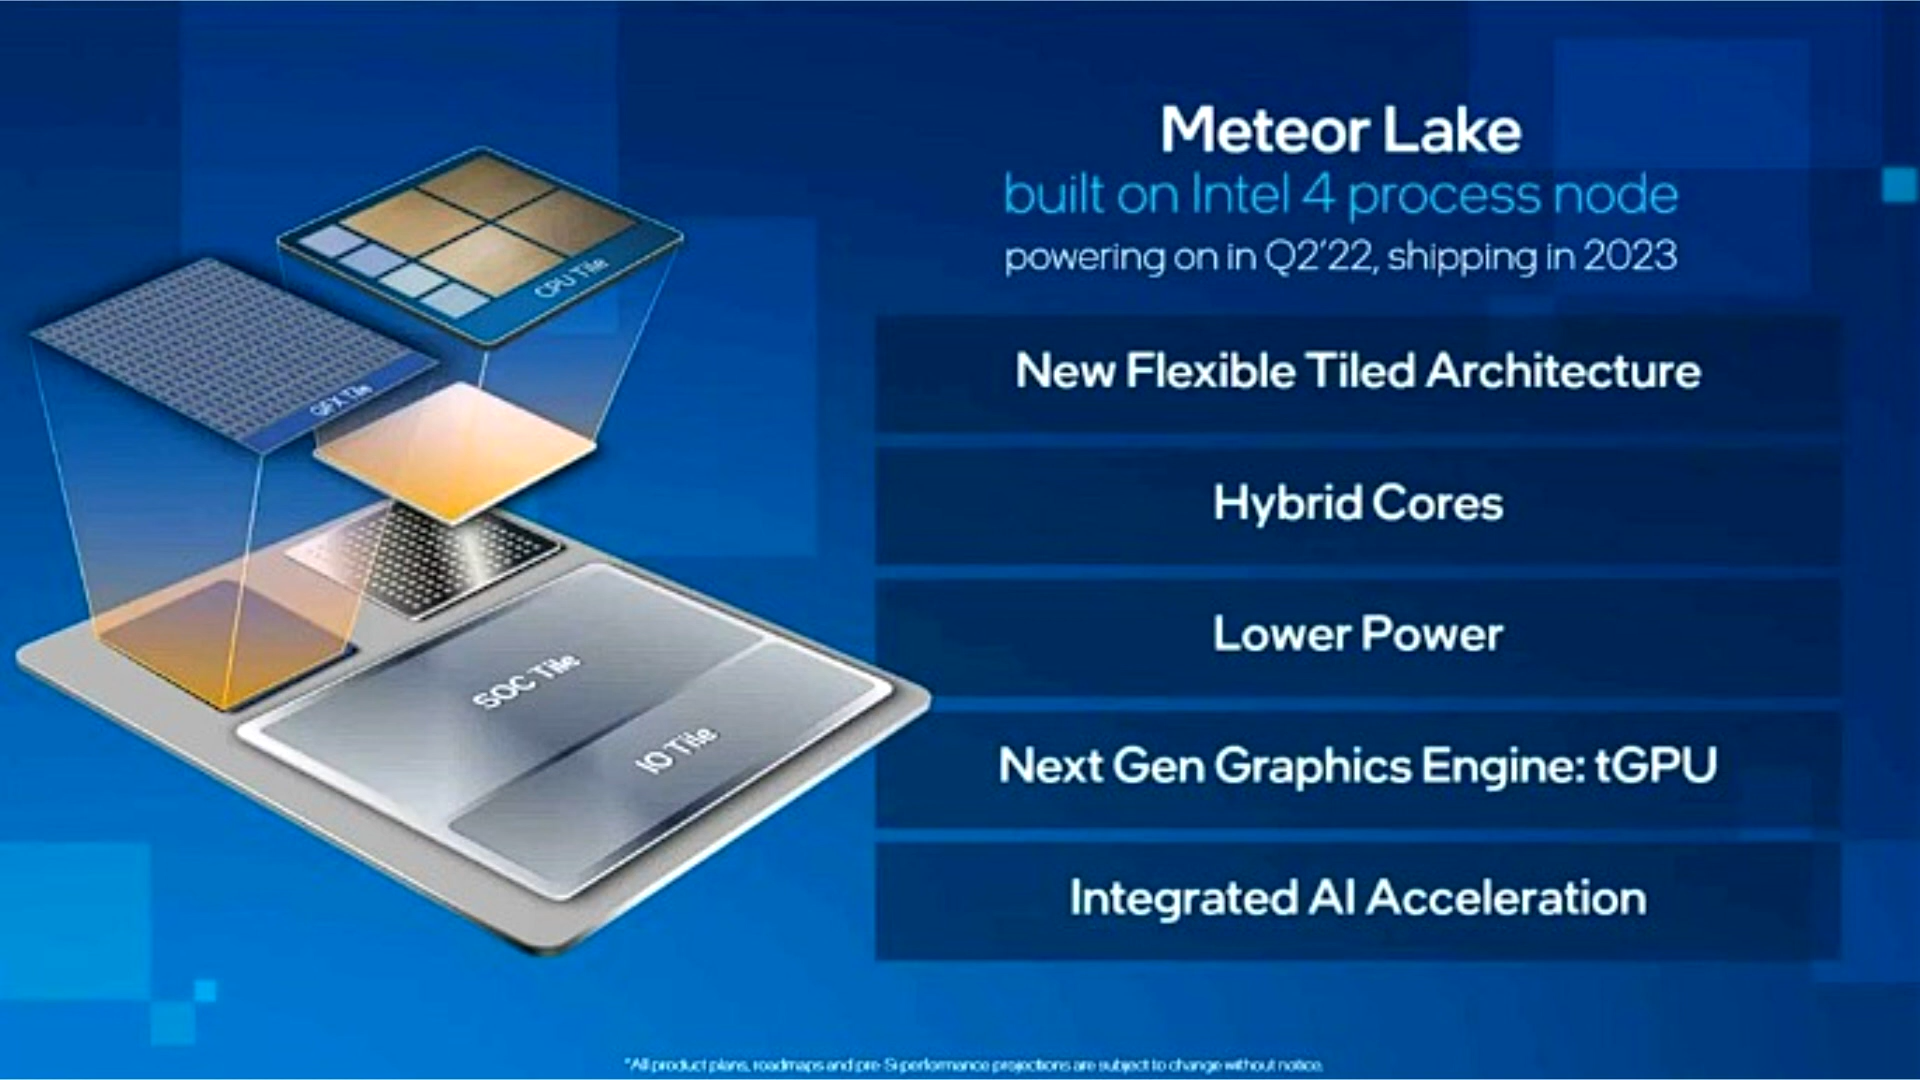 Meteor Lake
built on Intel 4 process node
powering on in Q2'22, shipping in 2023
New Flexible Tiled Architecture
Hybrid Cores
Lower Power
Next Gen Graphics Engine: tGPU
Integrated AI Acceleration
CPU Tile
GFX Tile
SOC Tile
IO Tile
*All product plans, roadmaps and pre-Si performance projections are subject to change without notice.